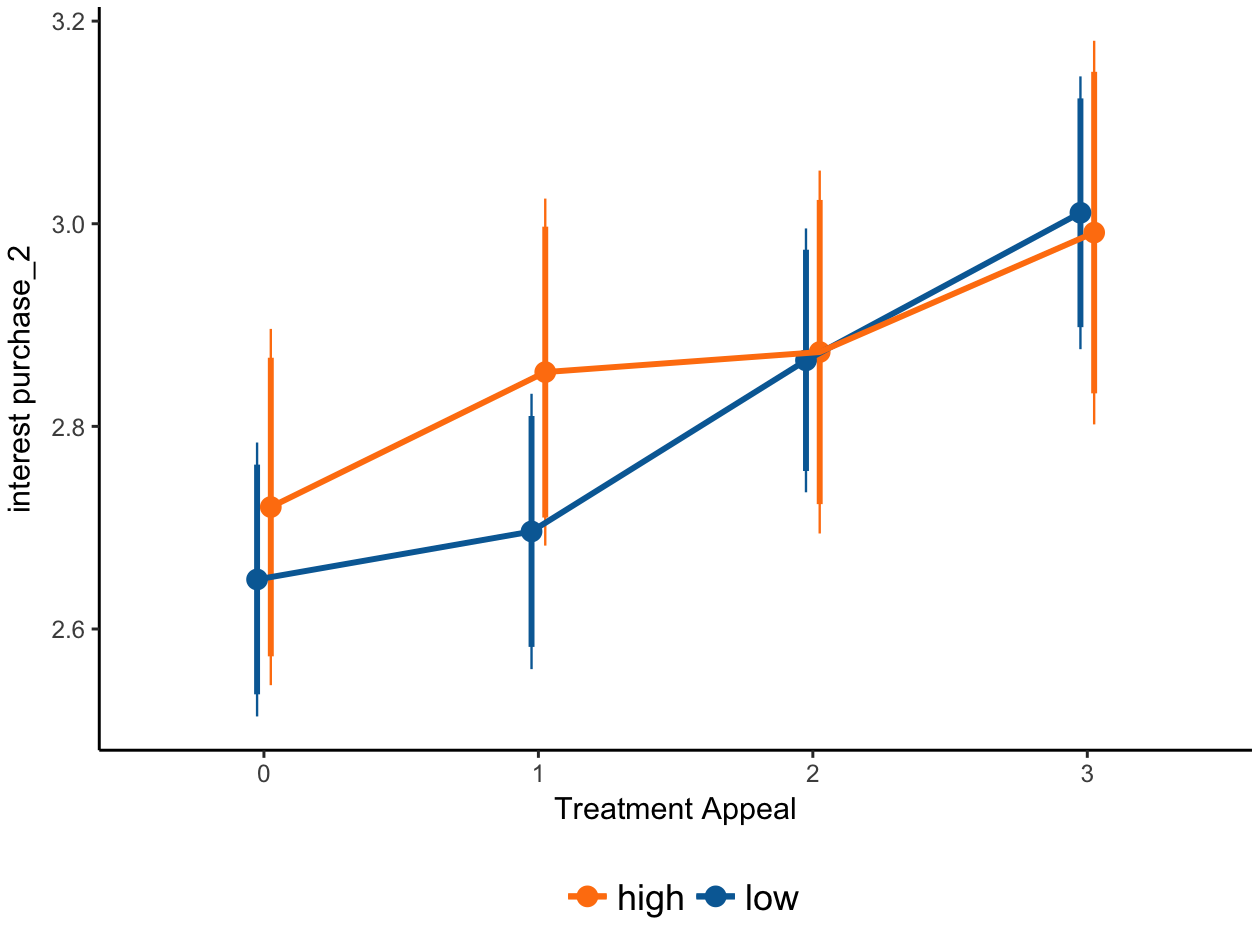 3.2
3.0
2.8
2.6
interest purchase_2
0 1 2 3
Treatment Appeal
high low